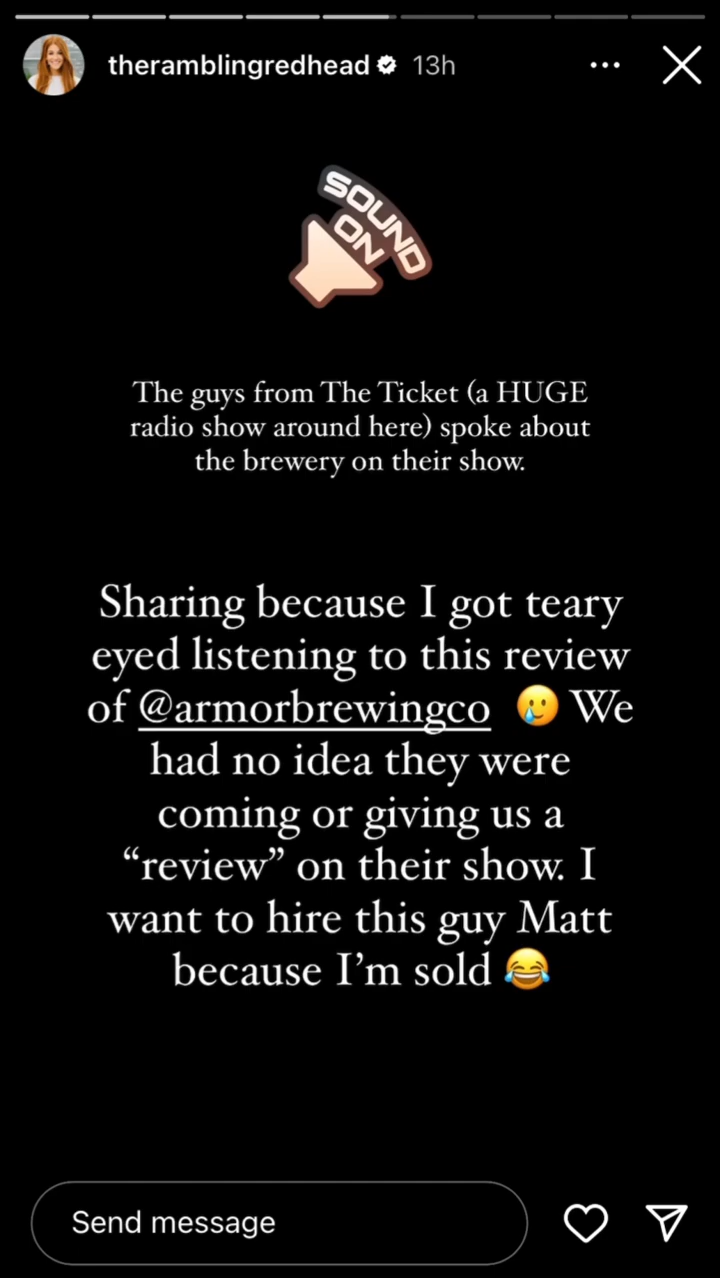 theramblingredhead 13h
SOUND
ON
The guys from The Ticket (a HUGE
radio show around here) spoke about
the brewery on their show.
Sharing because I got teary
eyed listening to this review
of @armorbrewingco 🥲 We
had no idea they were
coming or giving us a
“review” on their show. I
want to hire this guy Matt
because I’m sold 😂
Send message